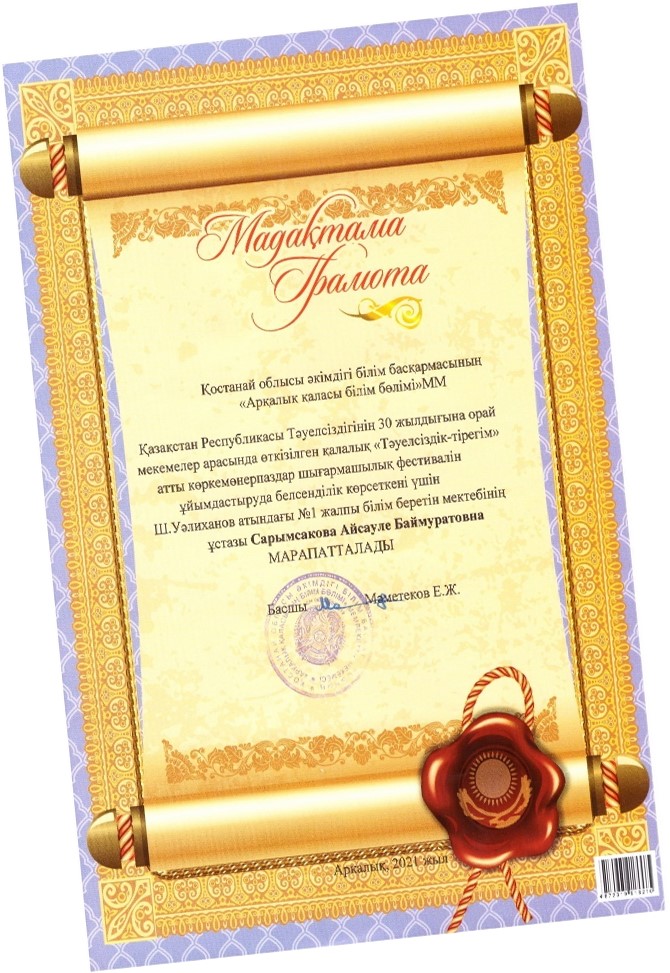 Мадақтама
Грамота
Қостанай облысы әкімдігі білім басқармасының
«Арқалық қаласы білім бөлімі»ММ
Қазақстан Республикасы Тәуелсіздігінің 30 жылдығына орай
мекемелер арасында өткізілген қалалық «Тәуелсіздік-тірегім»
атты көркемөнерпаздар шығармашылық фестивалін
ұйымдастыруда белсенділік көрсеткені үшін
Ш.Уәлиханов атындағы №1 жалпы білім беретін мектебінің
ұстазы Сарымсакова Айсауле Баймуратовна
МАРАПАТТАЛАДЫ
Басшы Маметеков Е.Ж.
Арқалық, 2021 жыл